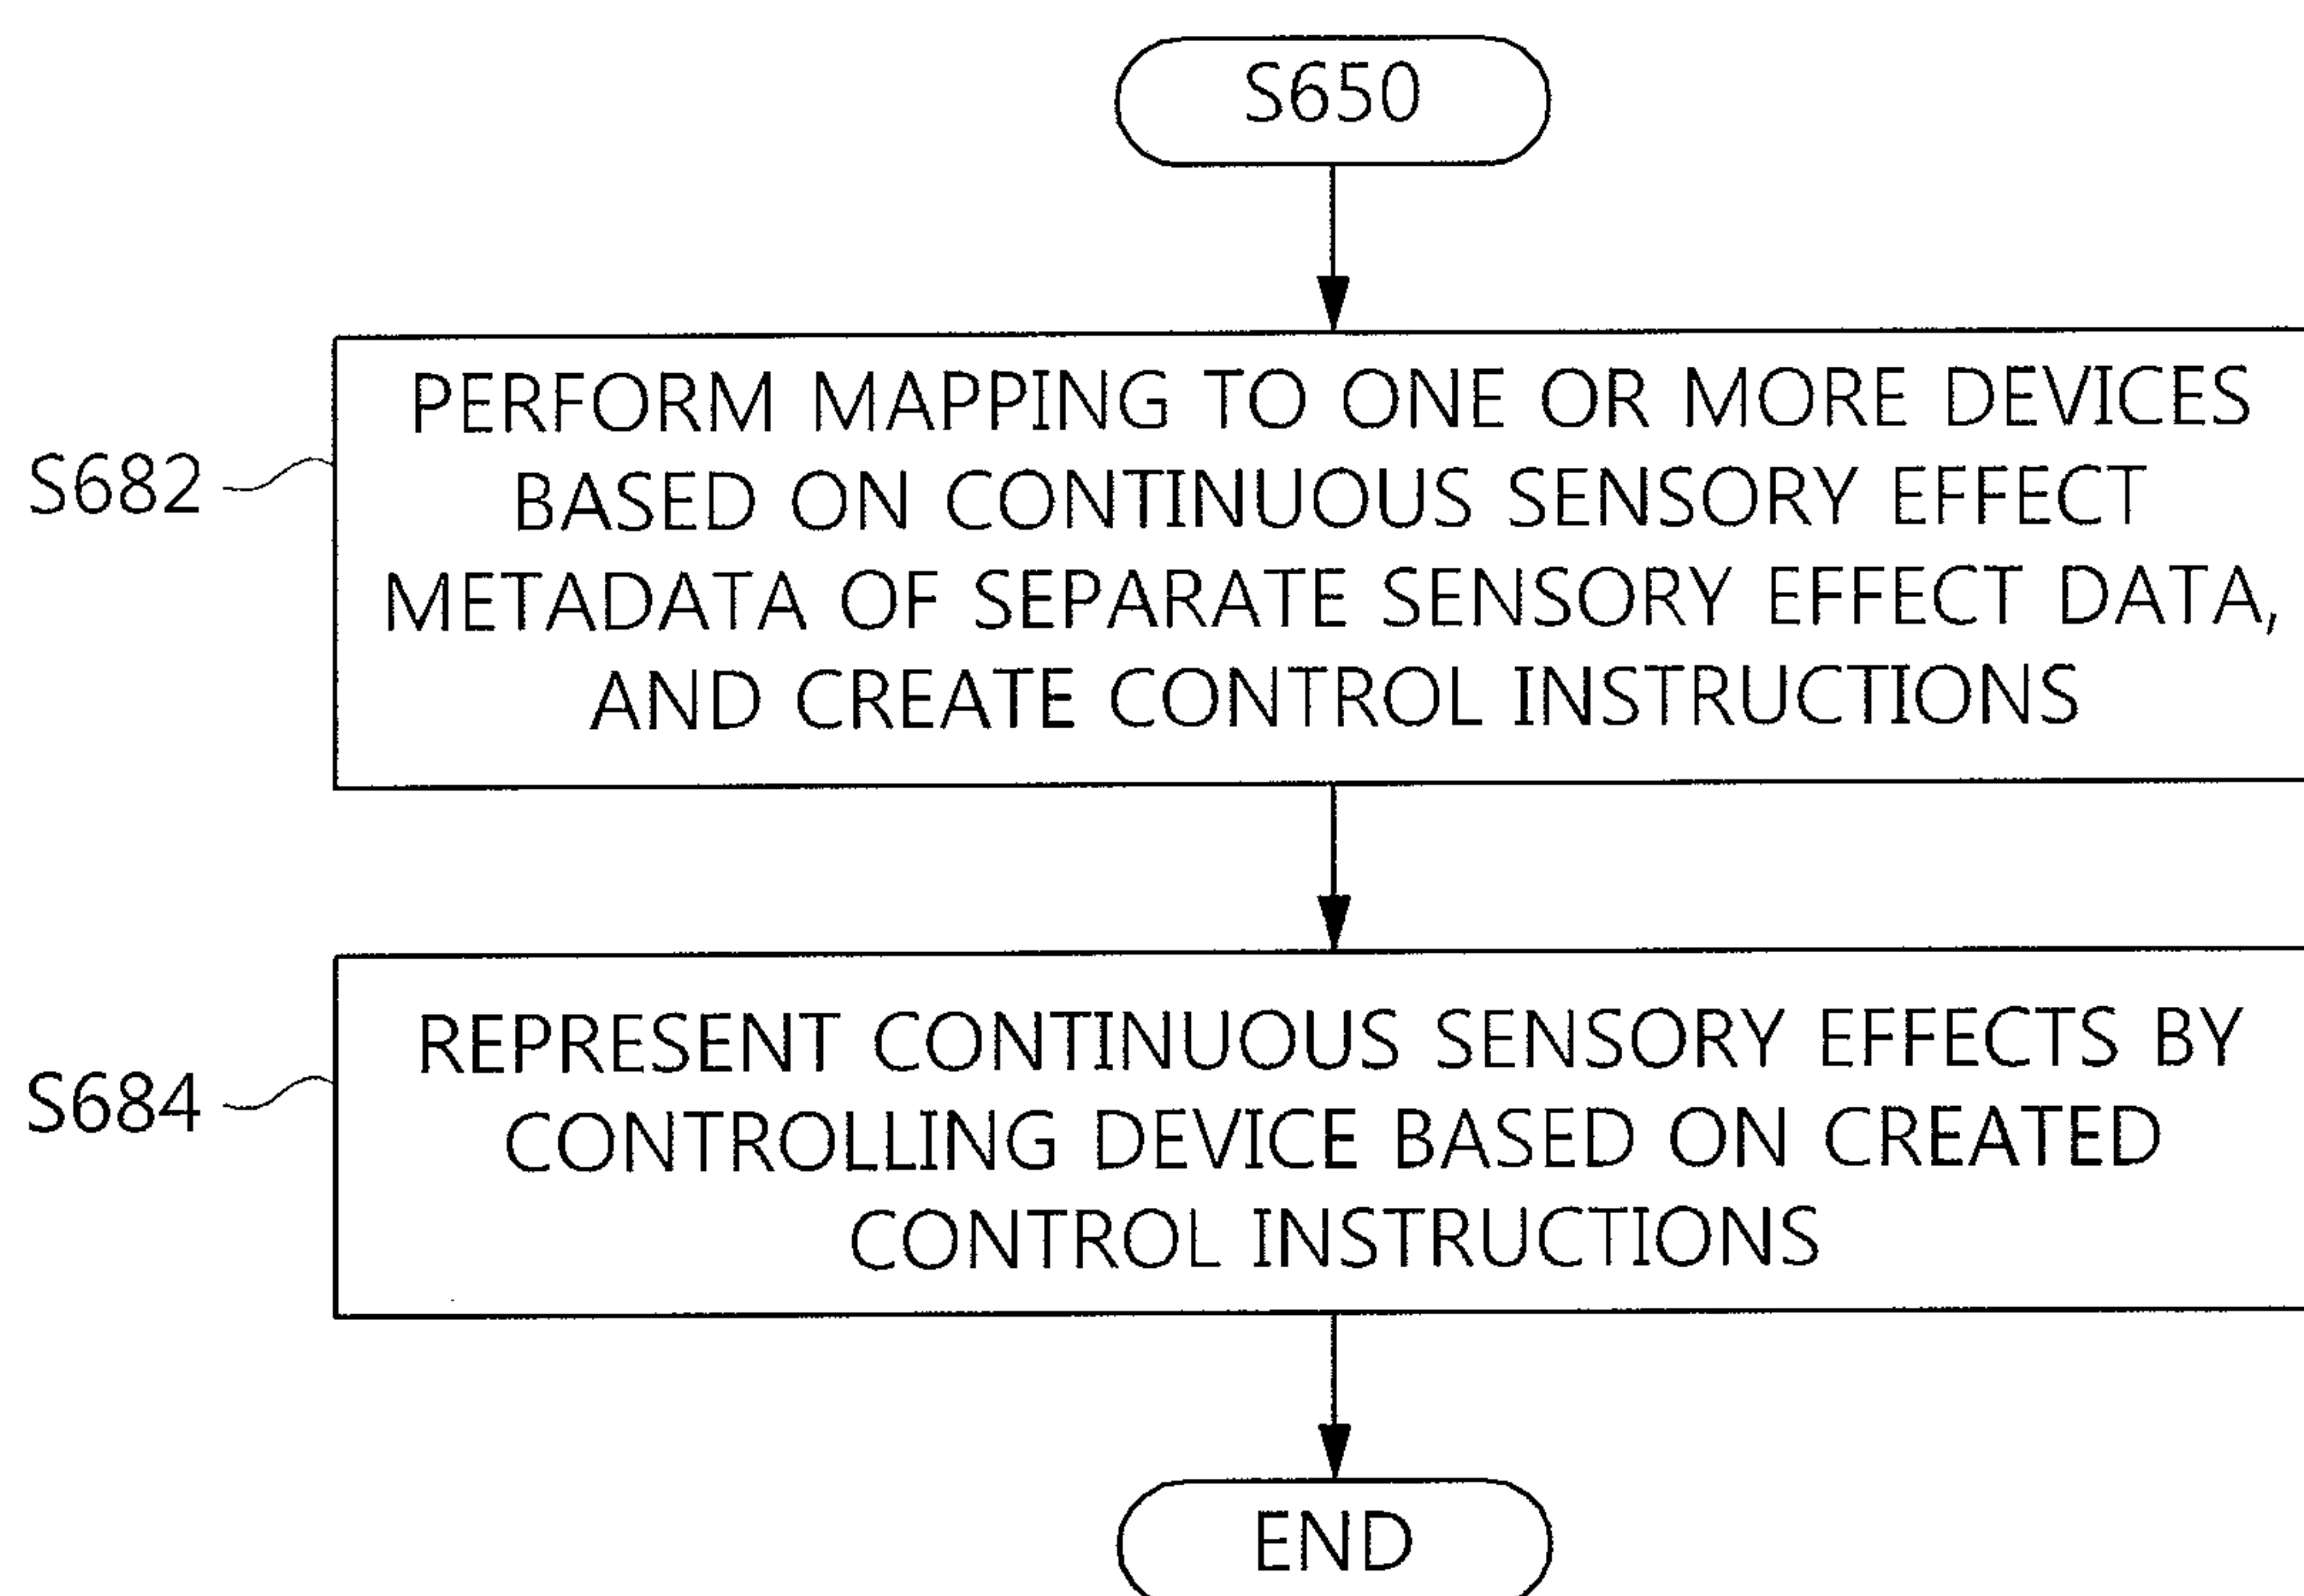 S650
PERFORM MAPPING TO ONE OR MORE DEVICES
BASED ON CONTINUOUS SENSORY EFFECT
METADATA OF SEPARATE SENSORY EFFECT DATA,
AND CREATE CONTROL INSTRUCTIONS
S682
REPRESENT CONTINUOUS SENSORY EFFECTS BY
CONTROLLING DEVICE BASED ON CREATED
CONTROL INSTRUCTIONS
S684
END